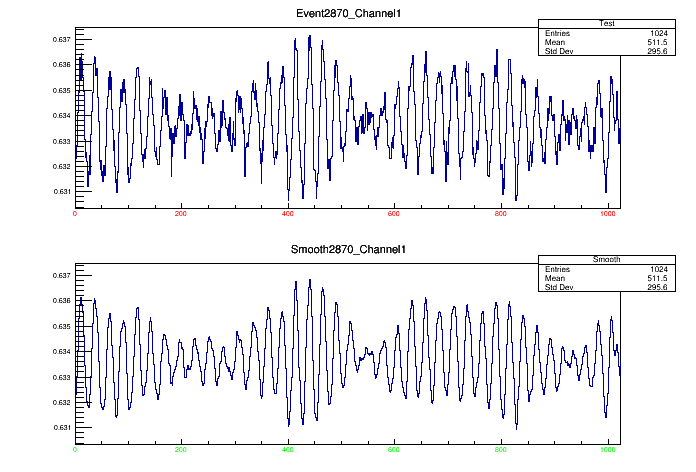 Event2870_Channel1
Test
Entries 1024
Mean 511.5
Std Dev 295.6
0.637
0.636
0.635
0.634
0.633
0.632
0.631
0 200 400 600 800 1000
Smooth2870_Channel1
Smooth
Entries 1024
Mean 511.5
Std Dev 295.6
0.637
0.636
0.635
0.634
0.633
0.632
0.631
0 200 400 600 800 1000